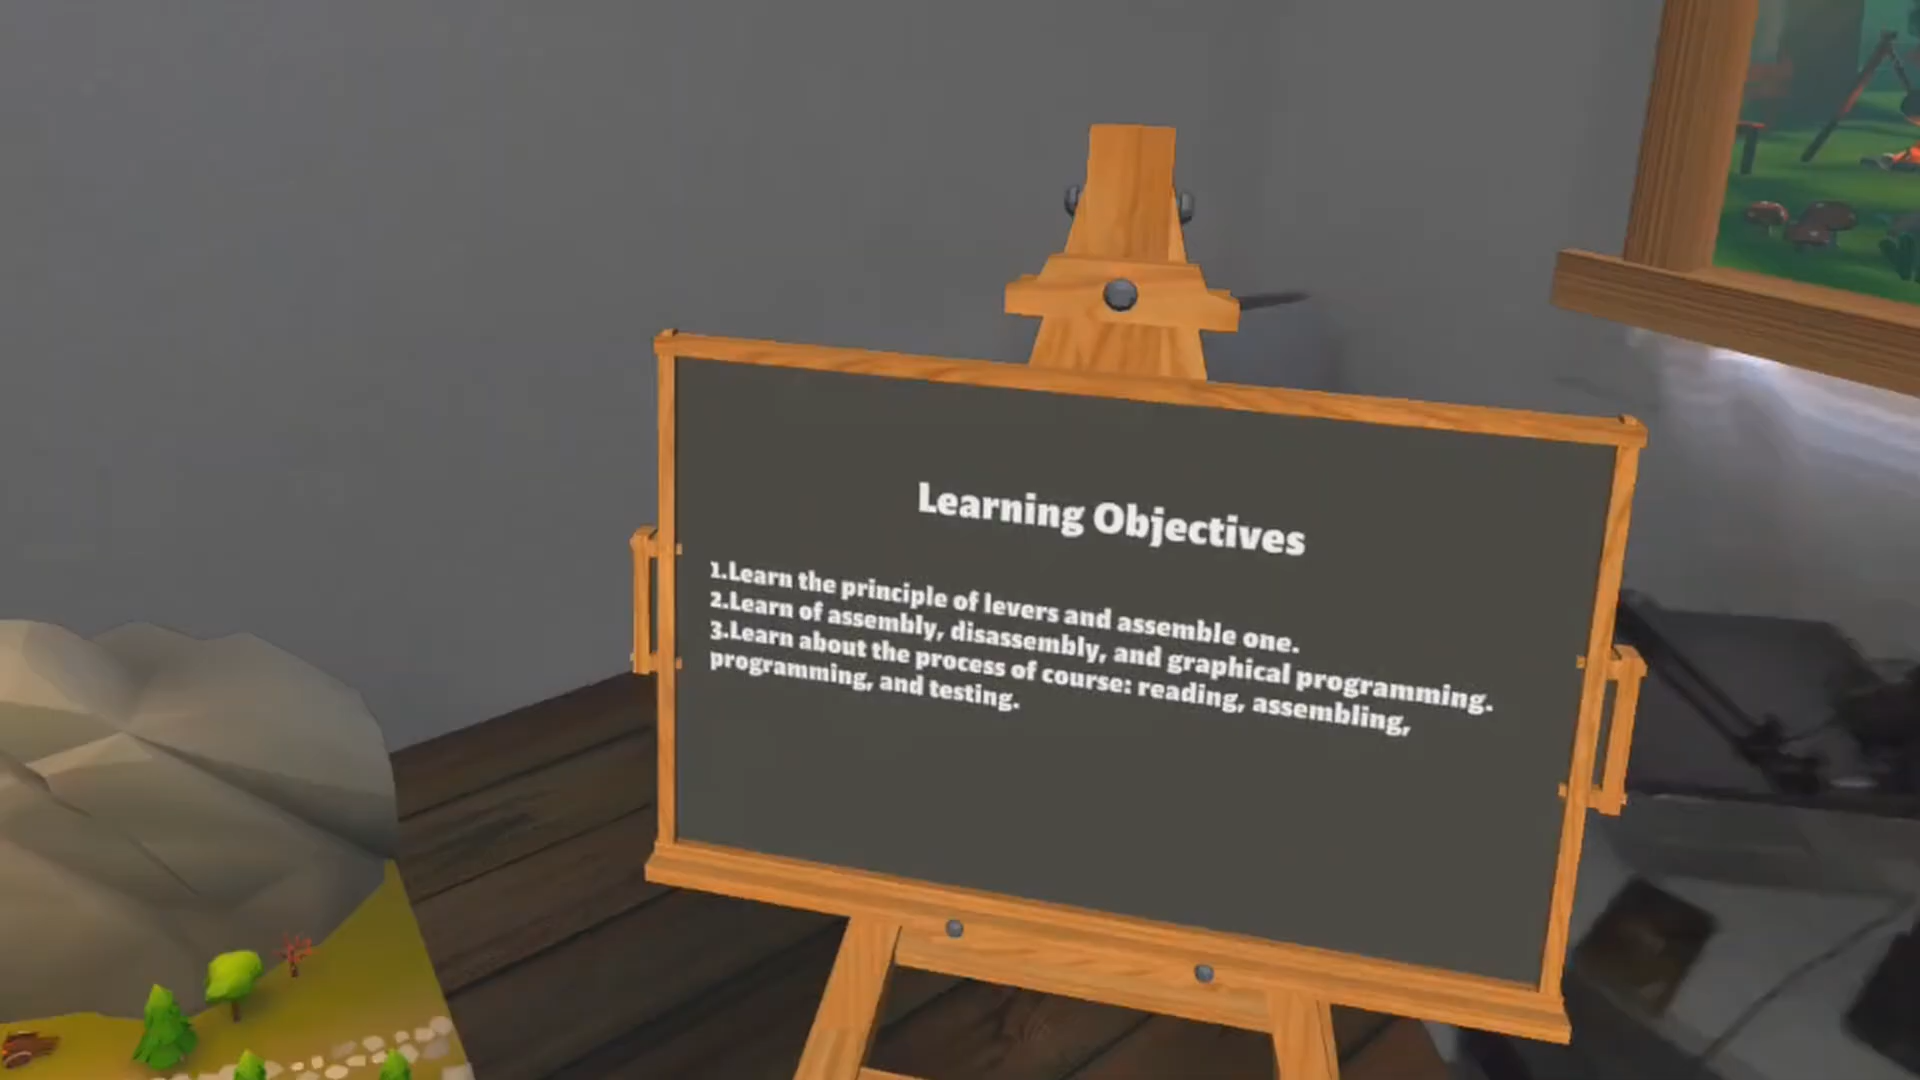 Learning Objectives
1.Learn the principle of levers and assemble one.
2.Learn of assembly, disassembly, and graphical programming.
3.Learn about the process of course: reading, assembling,
programming, and testing.